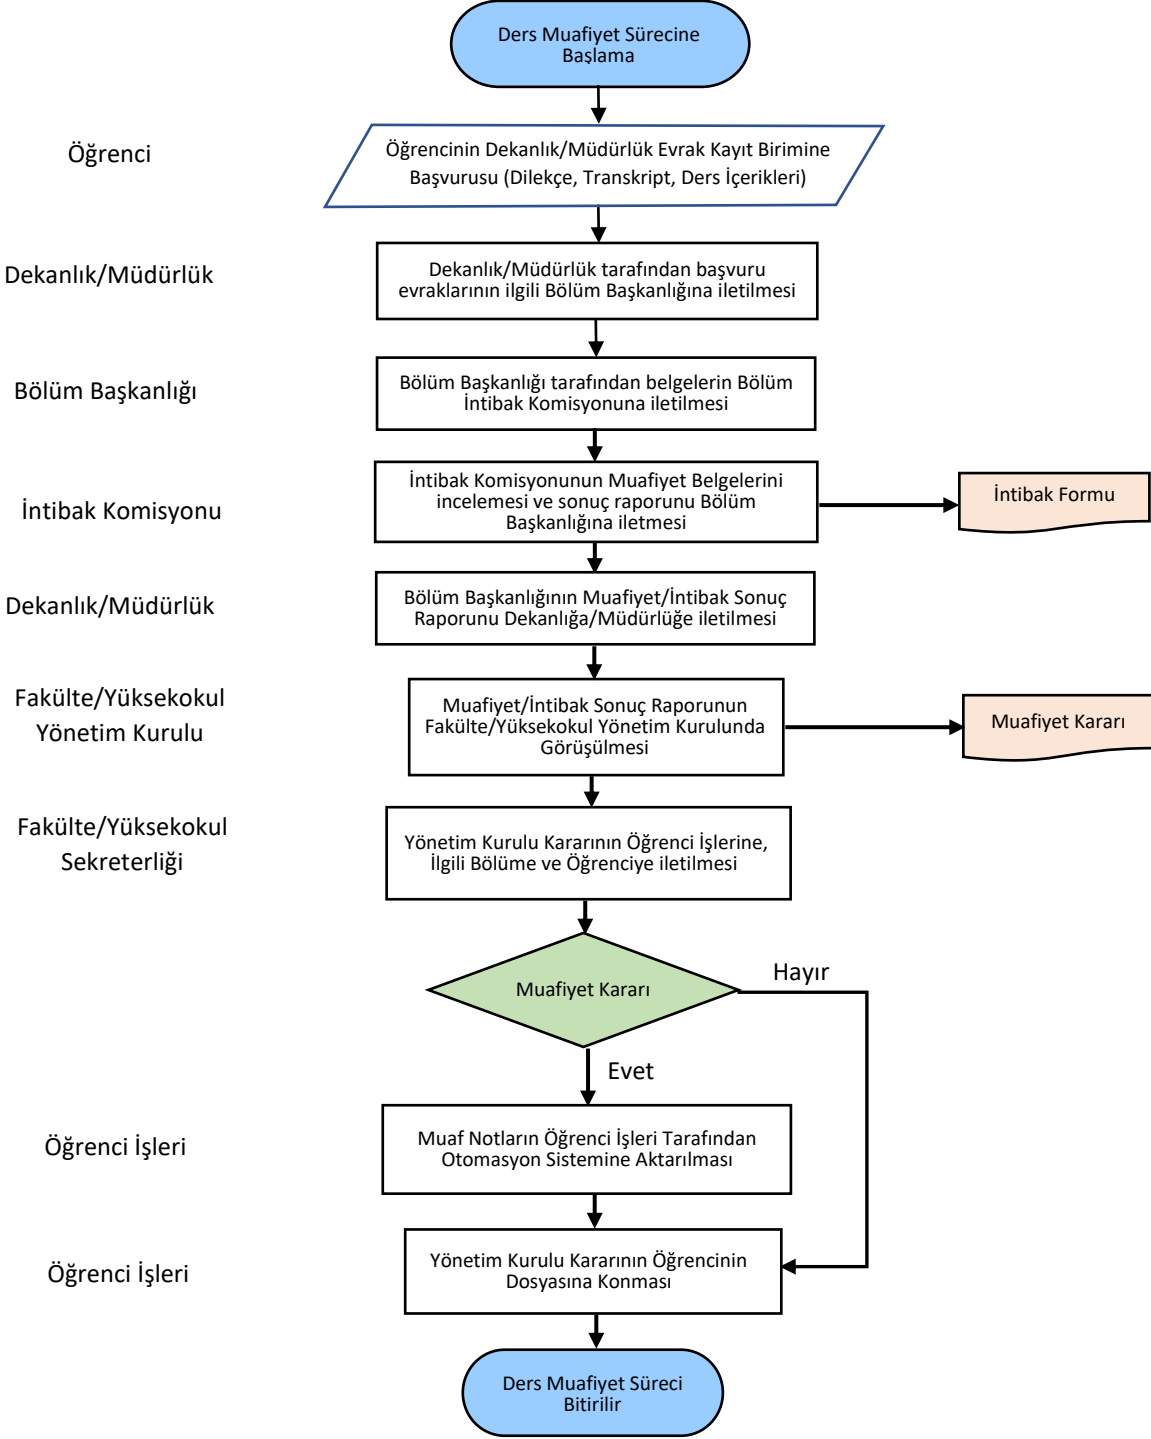 Ders Muafiyet Sürecine
Başlama
Öğrenci
Öğrencinin Dekanlık/Müdürlük Evrak Kayıt Birimine
Başvurusu (Dilekçe, Transkript, Ders İçerikleri)
Dekanlık/Müdürlük
Dekanlık/Müdürlük tarafından başvuru
evraklarının ilgili Bölüm Başkanlığına iletilmesi
Bölüm Başkanlığı
Bölüm Başkanlığı tarafından belgelerin Bölüm
İntibak Komisyonuna iletilmesi
İntibak Komisyonu
İntibak Komisyonunun Muafiyet Belgelerini
incelemesi ve sonuç raporunu Bölüm
Başkanlığına iletmesi
İntibak Formu
Dekanlık/Müdürlük
Bölüm Başkanlığının Muafiyet/İntibak Sonuç
Raporunu Dekanlığa/Müdürlüğe iletilmesi
Fakülte/Yüksekokul
Yönetim Kurulu
Muafiyet/İntibak Sonuç Raporunun
Fakülte/Yüksekokul Yönetim Kurulunda
Görüşülmesi
Muafiyet Kararı
Fakülte/Yüksekokul
Sekreterliği
Yönetim Kurulu Kararının Öğrenci İşlerine,
İlgili Bölüme ve Öğrenciye iletilmesi
Muafiyet Kararı
Hayır
Evet
Öğrenci İşleri
Muaf Notların Öğrenci İşleri Tarafından
Otomasyon Sistemine Aktarılması
Öğrenci İşleri
Yönetim Kurulu Kararının Öğrencinin
Dosyasına Konması
Ders Muafiyet Süreci
Bitirilir